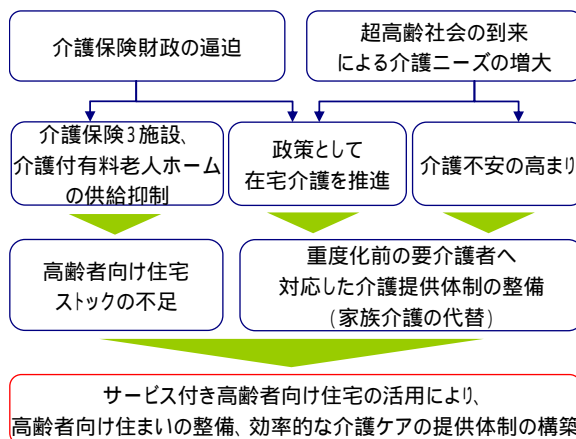 介護保険財政の逼迫
超高齢社会の到来
による介護ニーズの増大
介護保険3施設、
介護付有料老人ホーム
の供給抑制
政策として
在宅介護を推進
介護不安の高まり
高齢者向け住宅
ストックの不足
重度化前の要介護者へ
対応した介護提供体制の整備
(家族介護の代替)
サービス付き高齢者向け住宅の活用により、
高齢者向け住まいの整備、効率的な介護ケアの提供体制の構築